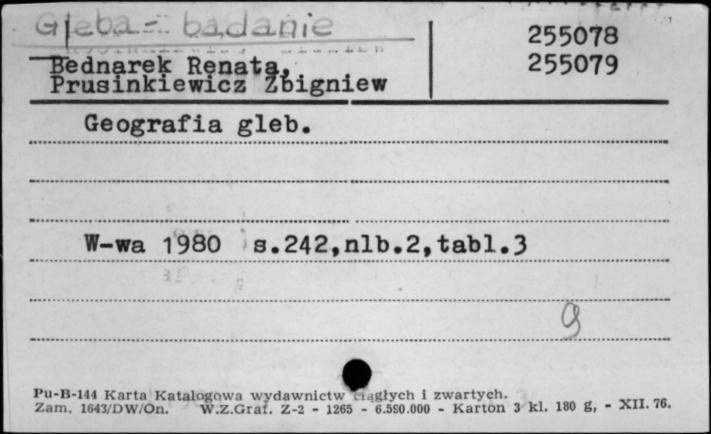 Gleba - badanie
255078
Bednarek Renata,
255079
Prusinkiewicz Zbigniew
Geografia gleb.
W-wa 1980 s.242,nlb.2,tabl.3
9
Pu-B-144 Karta Katalogowa wydawnictw ciągłych i zwartych.
Zam. 1643/DW/On. W.Z.Graf. Z-2 - 1265 - 6.590.000 - Karton 3 kl. 180 g, - XII. 76.